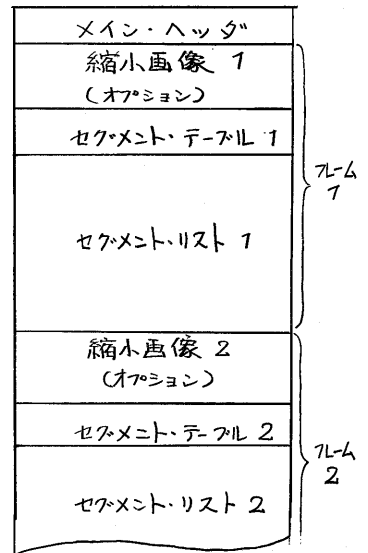 メイン・ヘッダ
縮小画像 1
(オプション)
セグメント・テーブル 1
セグメント・リスト 1
フレーム
1
縮小画像 2
(オプション)
セグメント・テーブル 2
セグメント・リスト 2
フレーム
2